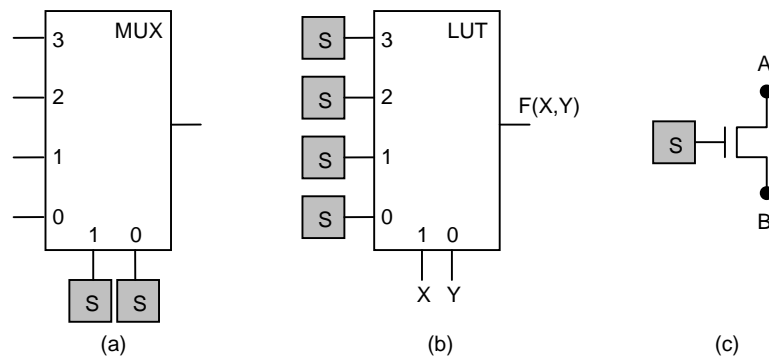 3 MUX
2
1
0
1 0
S S
(a)
S 3 LUT
S 2
S 1
S 0
F(X,Y)
1 0
X Y
(b)
A
S
B
(c)